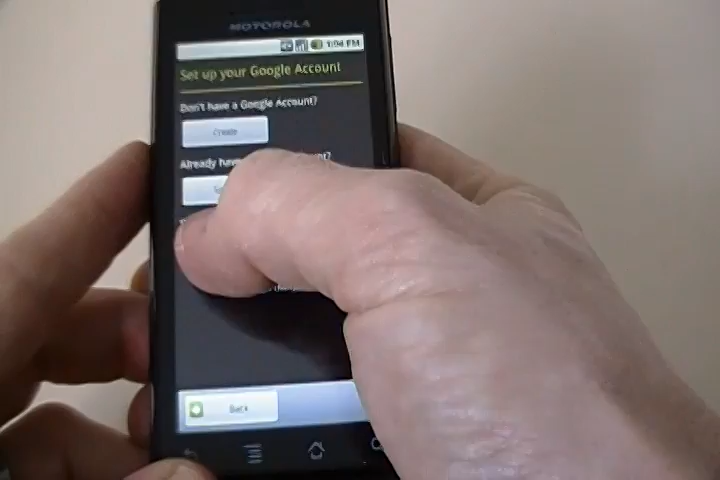 MOTOROLA
1:04 PM
Set up your Google Account
Don't have a Google Account?
Create
Already have
Back